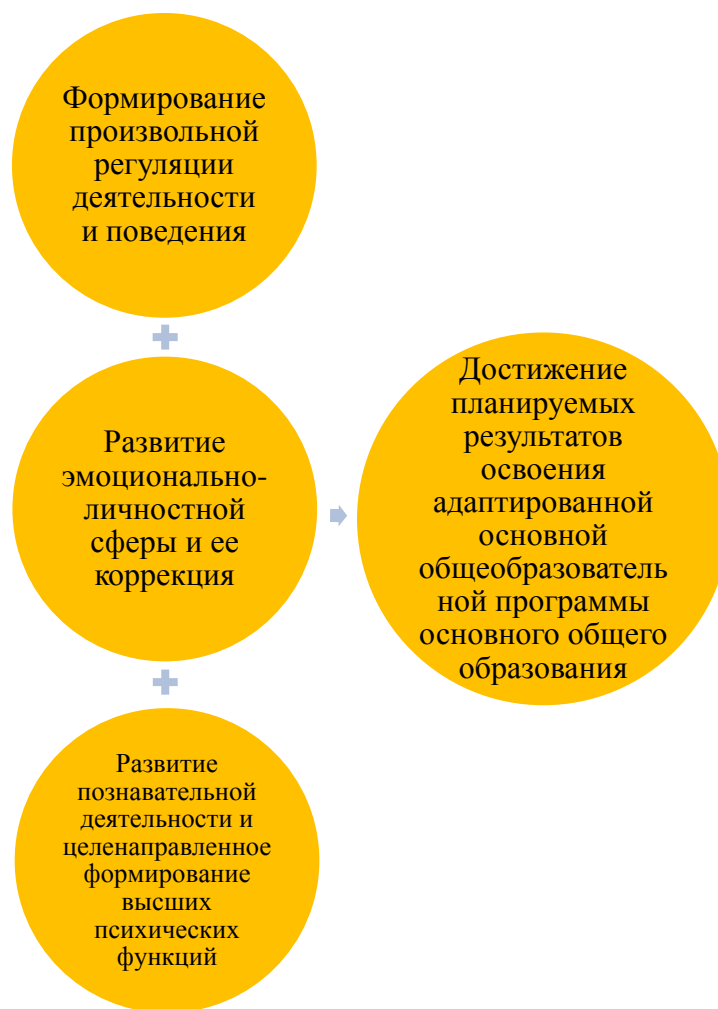 Формирование
произвольной
регуляции
деятельности
и поведения
Развитие
эмоционально-
личностной
сферы и ее
коррекция
Развитие
познавательной
деятельности и
целенаправленное
формирование
высших
психических
функций
Достижение
планируемых
результатов
освоения
адаптированной
основной
общеобразователь
ной программы
основного общего
образования